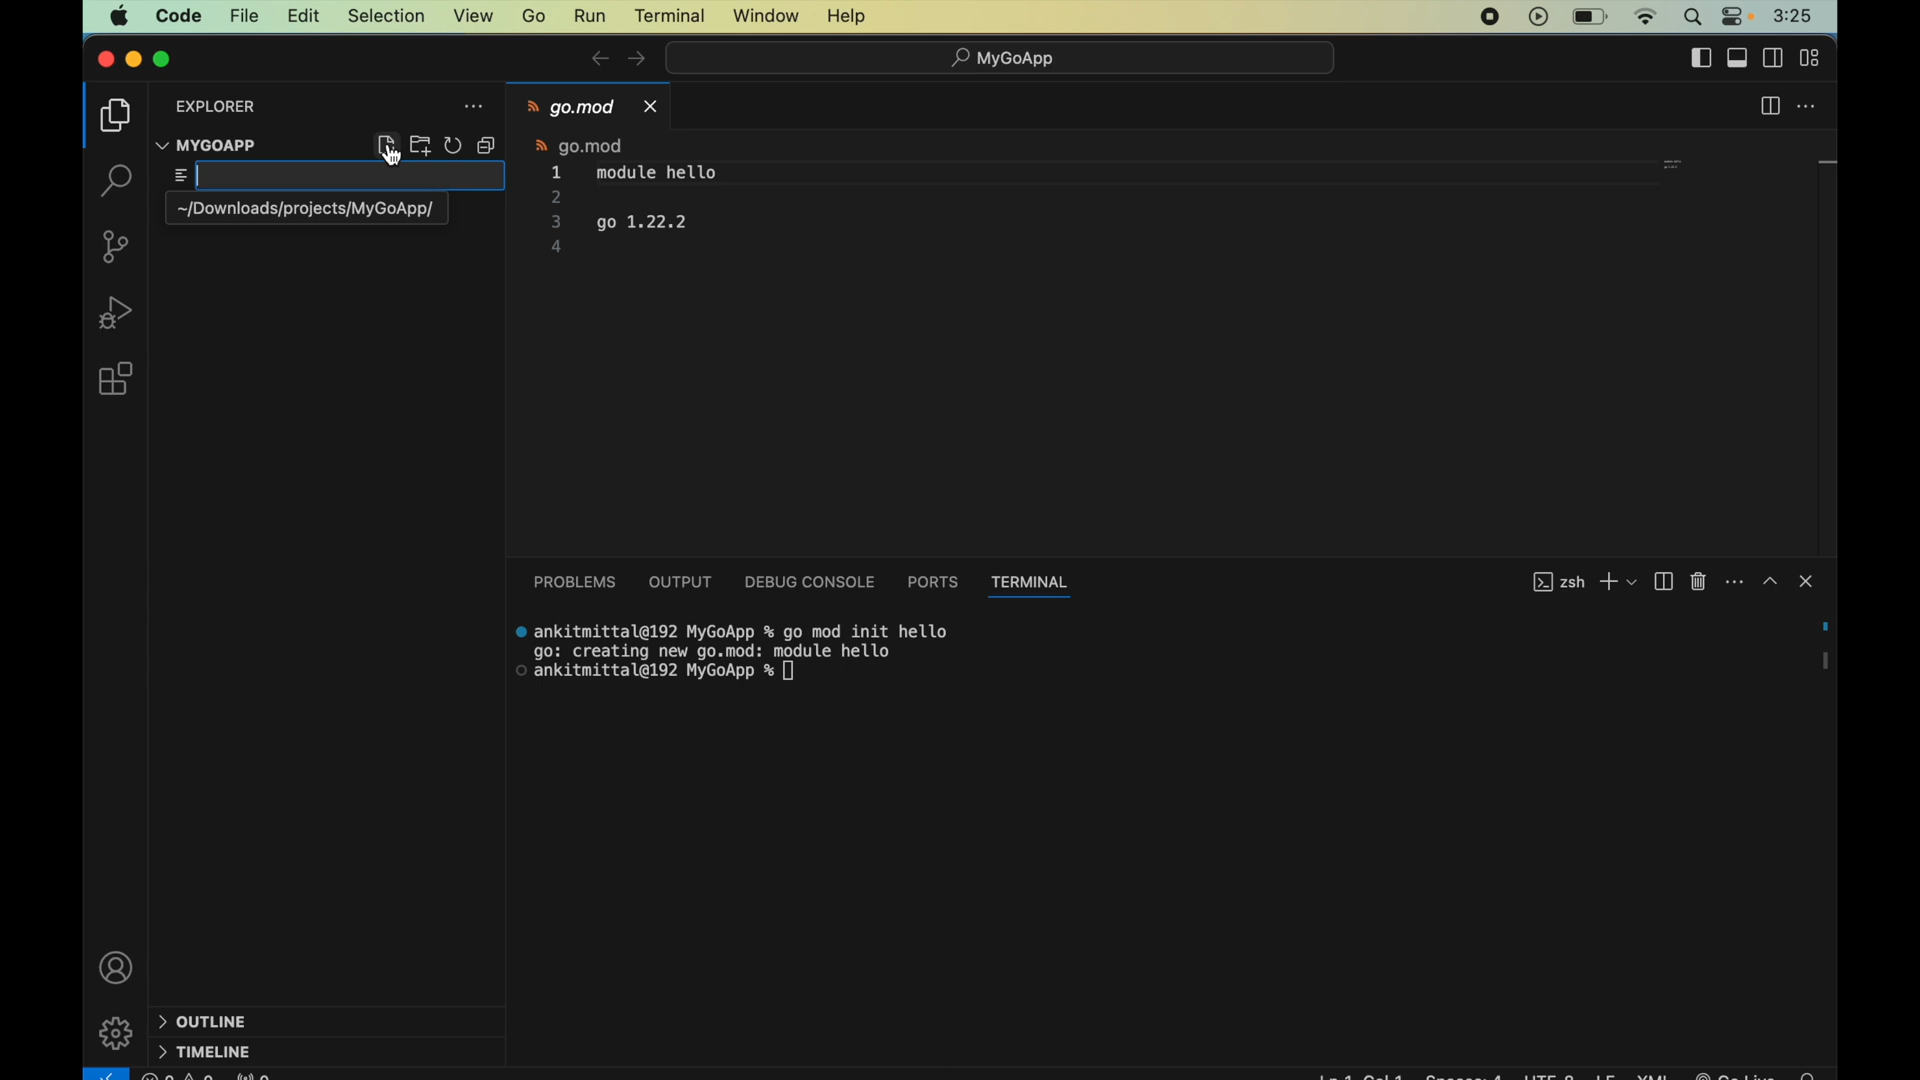 Code File Edit Selection View Go Run Terminal Window Help 3:25
MyGoApp
EXPLORER
go.mod
MYGOAPP
go.mod
~/Downloads/projects/MyGoApp/
1 module hello
2
3 go 1.22.2
4
PROBLEMS OUTPUT DEBUG CONSOLE PORTS TERMINAL
zsh
ankitmittal@192 MyGoApp % go mod init hello
go: creating new go.mod: module hello
ankitmittal@192 MyGoApp %
OUTLINE
TIMELINE